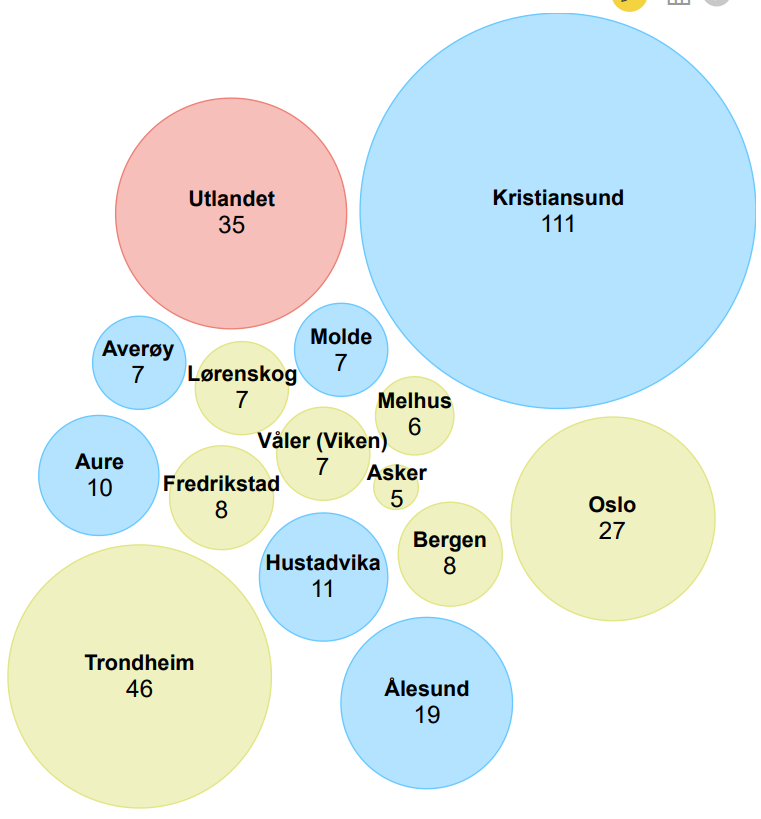 Utlandet
35
Kristiansund
111
Averøy
7
Molde
7
Lørenskog
7
Melhus
6
Våler (Viken)
7
Aure
10
Fredrikstad
8
Asker
5
Oslo
27
Hustadvika
11
Bergen
8
Trondheim
46
Ålesund
19